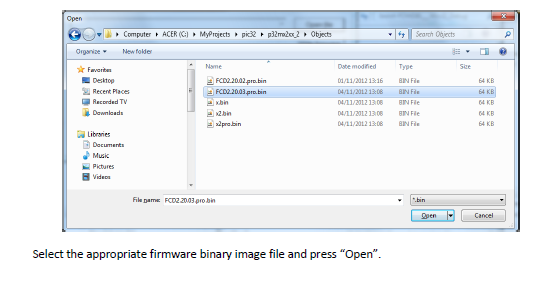 Open
Computer ▸ ACER (C:) ▸ MyProjects ▸ pic32 ▸ p32mx2xx_2 ▸ Objects
Search Objects
Organize ▾ New folder
Name Date modified Type Size
Favorites
Desktop
Recent Places
Recorded TV
Downloads
Libraries
Documents
Music
Pictures
Videos
FCD2.20.02.pro.bin 01/11/2012 13:16 BIN File 64 KB
FCD2.20.03.pro.bin 04/11/2012 13:08 BIN File 64 KB
x.bin 04/11/2012 13:08 BIN File 64 KB
x2.bin 04/11/2012 13:08 BIN File 64 KB
x2pro.bin 04/11/2012 13:08 BIN File 64 KB
File name: FCD2.20.03.pro.bin
*.bin
Open Cancel
Select the appropriate firmware binary image file and press “Open”.